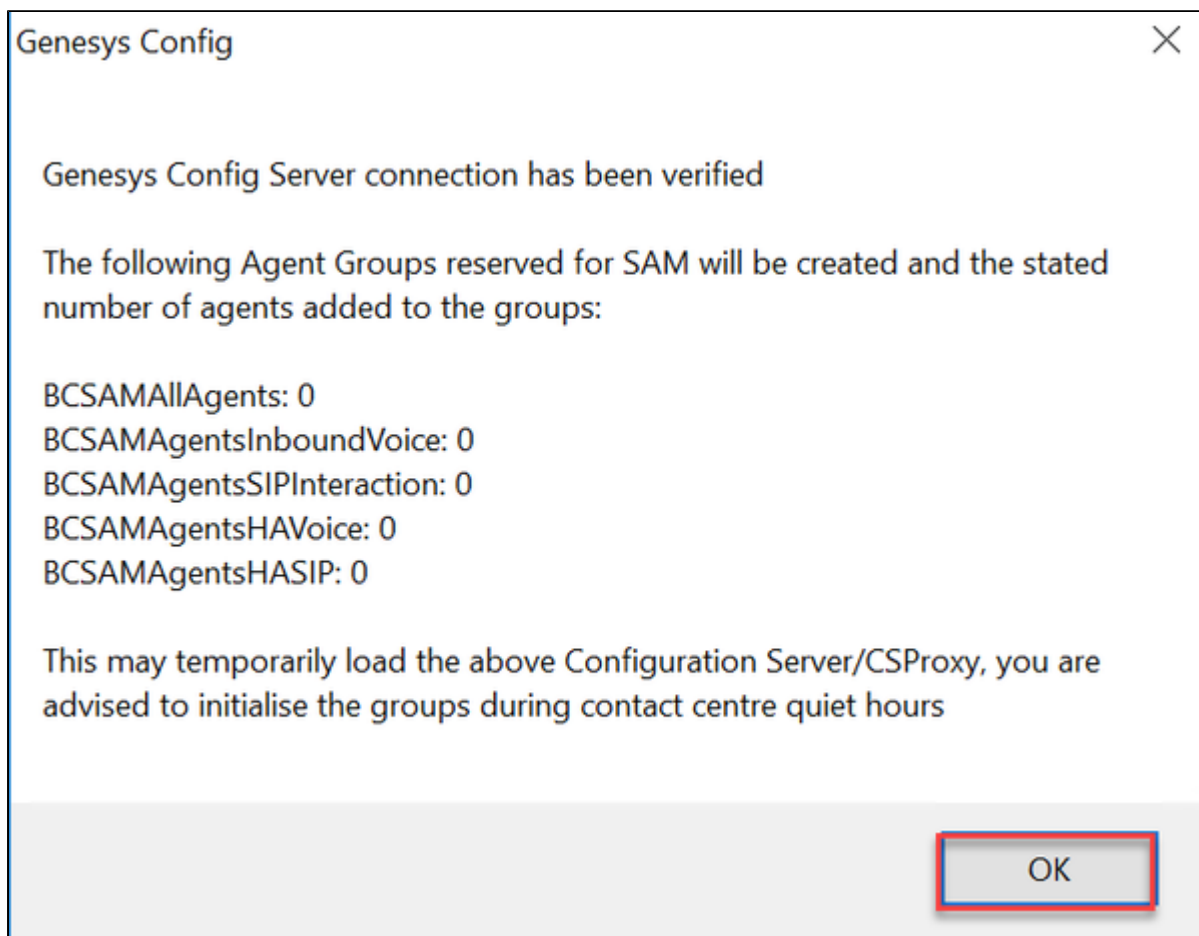 Genesys Config
Genesys Config Server connection has been verified
The following Agent Groups reserved for SAM will be created and the stated
number of agents added to the groups:
BCSAMAllAgents: 0
BCSAMAgentsInboundVoice: 0
BCSAMAgentsSIPInteraction: 0
BCSAMAgentsHAVoice: 0
BCSAMAgentsHASIP: 0
This may temporarily load the above Configuration Server/CSProxy, you are
advised to initialise the groups during contact centre quiet hours
OK